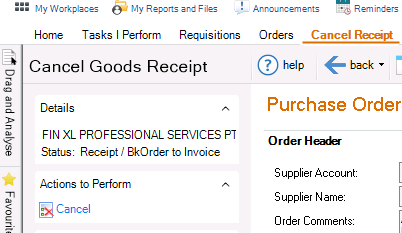 My Workplaces My Reports and Files Announcements Reminders
Home Tasks I Perform Requisitions Orders Cancel Receipt
Drag and Analyse
Cancel Goods Receipt
help back
Details
FIN XL PROFESSIONAL SERVICES PT
Status: Receipt / BkOrder to Invoice
Actions to Perform
Cancel
Purchase Order
Order Header
Supplier Account:
Supplier Name:
Order Comments: